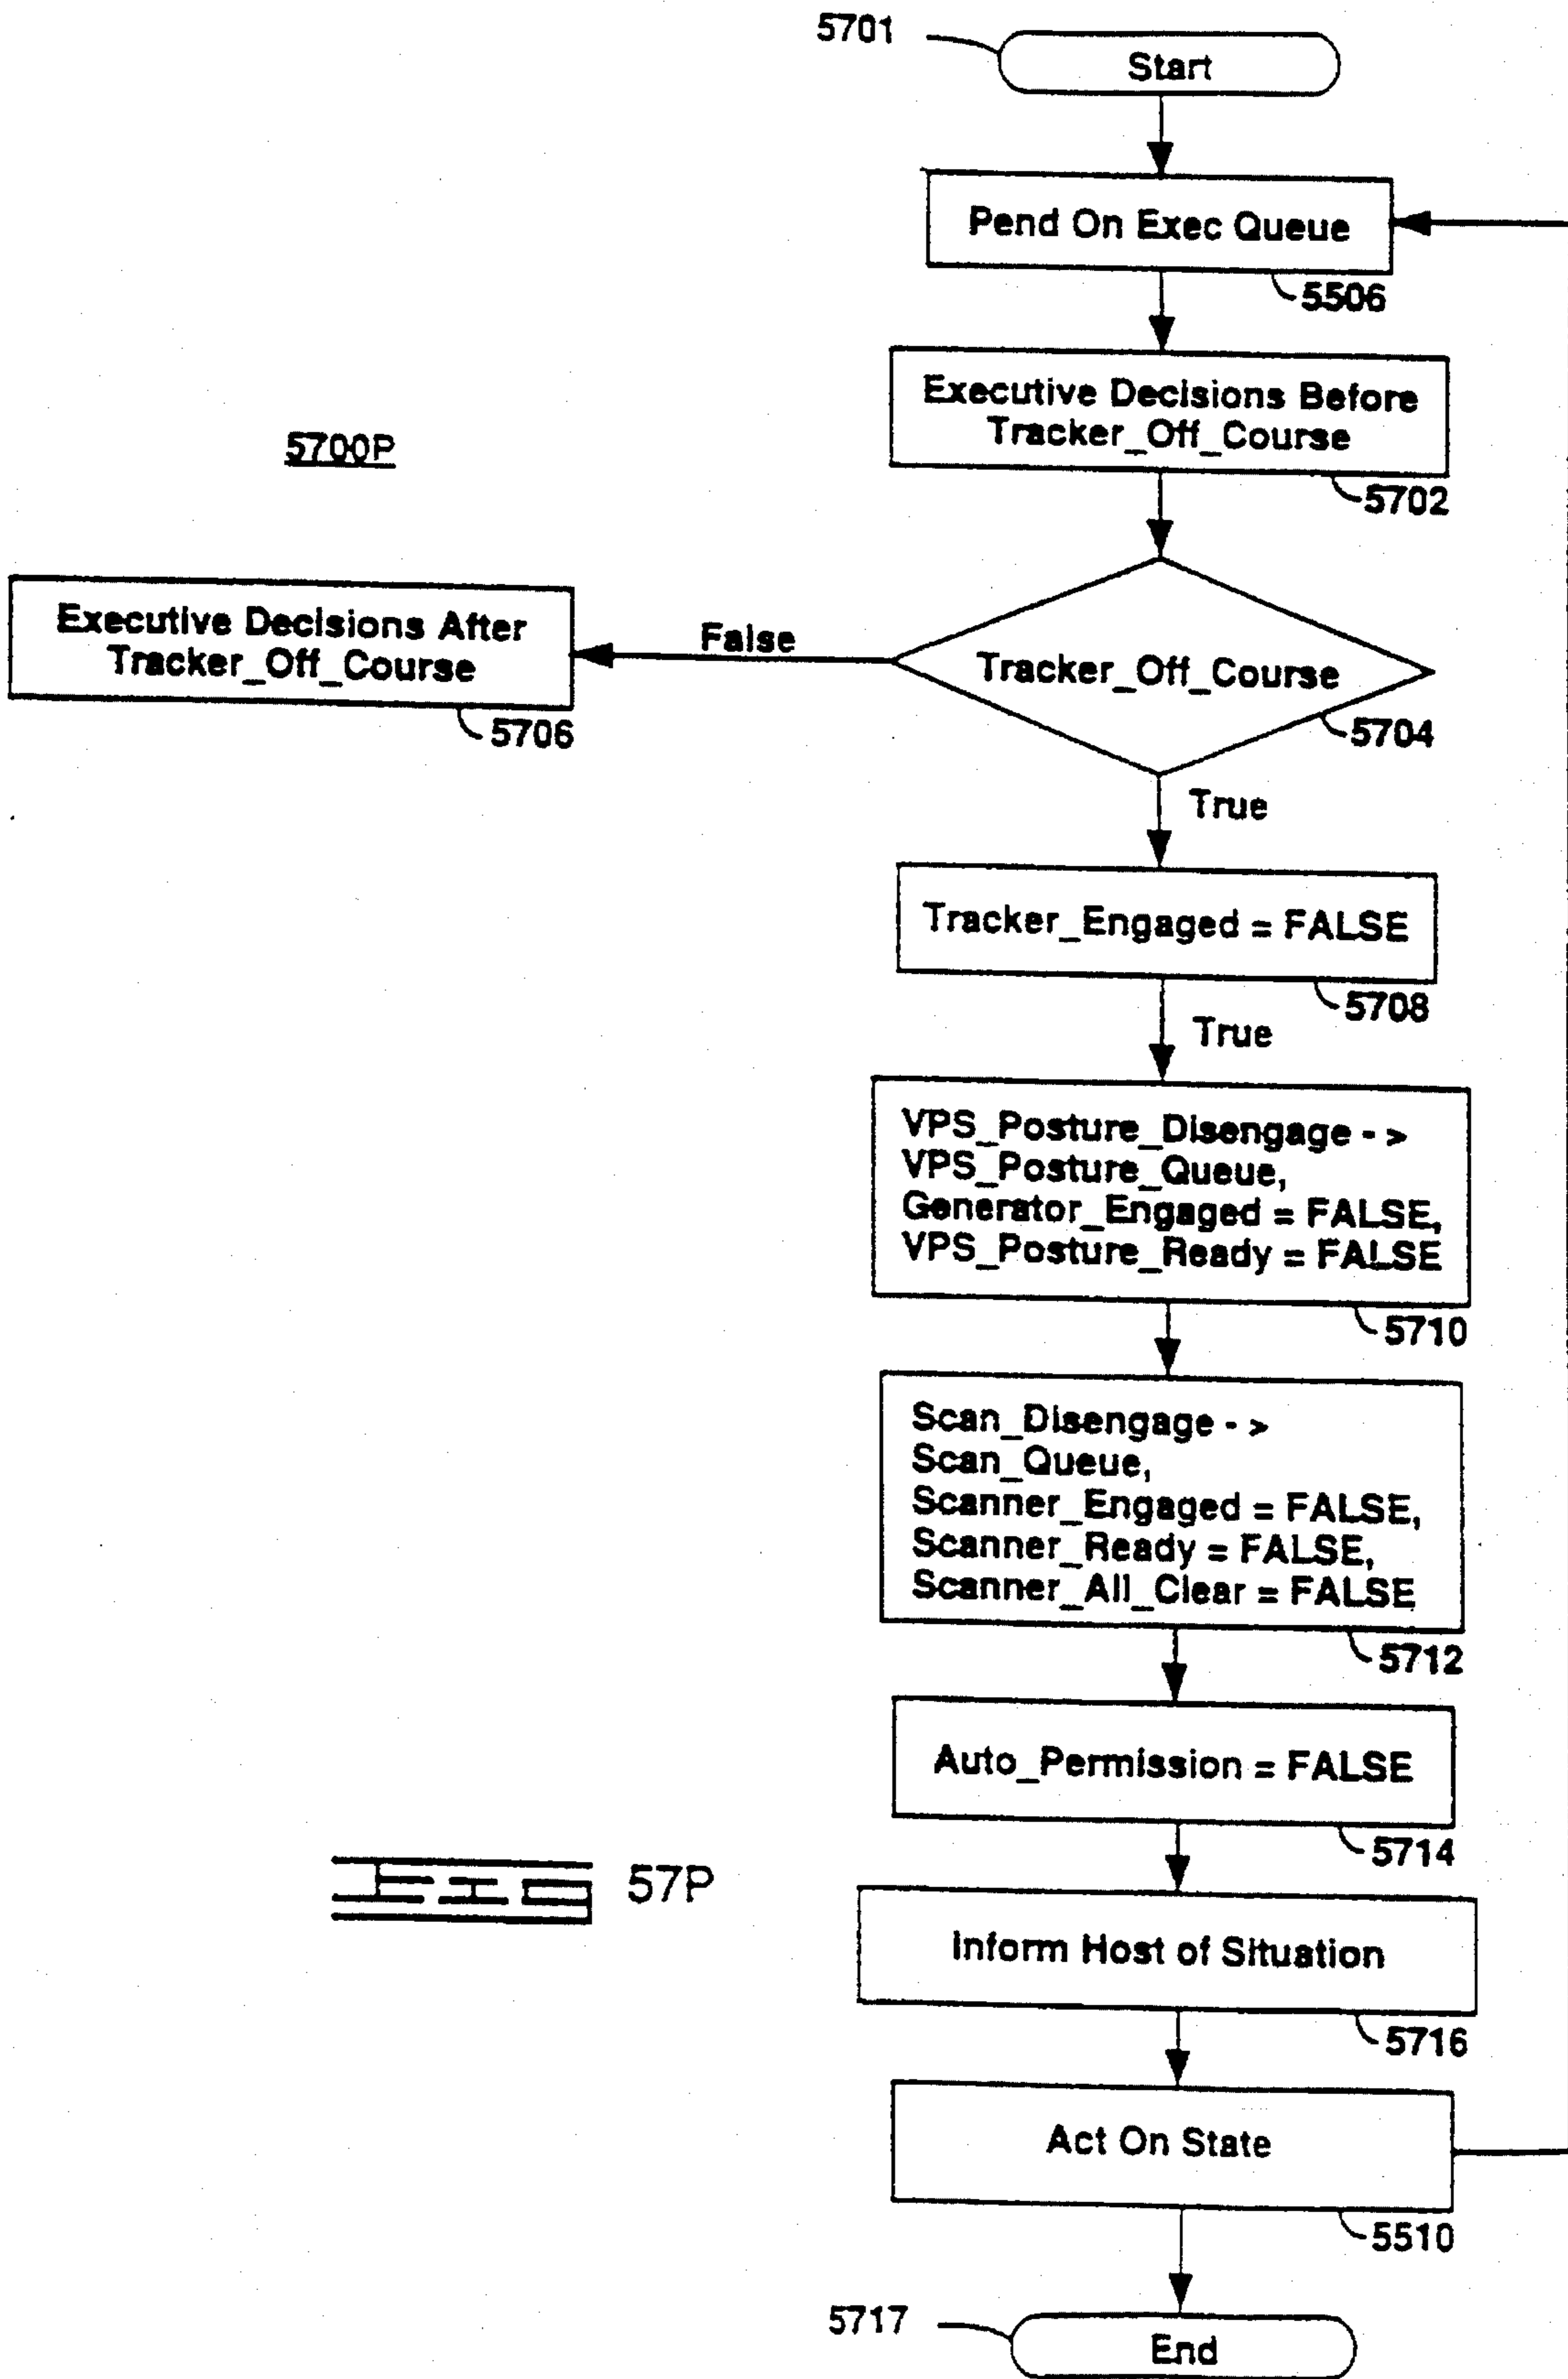 5701
Start
Pend On Exec Queue
5506
Executive Decisions Before
Tracker_Off_Course
5702
5700P
Executive Decisions After
Tracker_Off_Course
5706
False
Tracker_Off_Course
5704
True
Tracker_Engaged = FALSE
5708
True
VPS_Posture_Disengage - >
VPS_Posture_Queue,
Generator_Engaged = FALSE,
VPS_Posture_Ready = FALSE
5710
Scan_Disengage - >
Scan_Queue,
Scanner_Engaged = FALSE,
Scanner_Ready = FALSE,
Scanner_All_Clear = FALSE
5712
Auto_Permission = FALSE
5714
FIG 57P
Inform Host of Situation
5716
Act On State
5510
5717
End